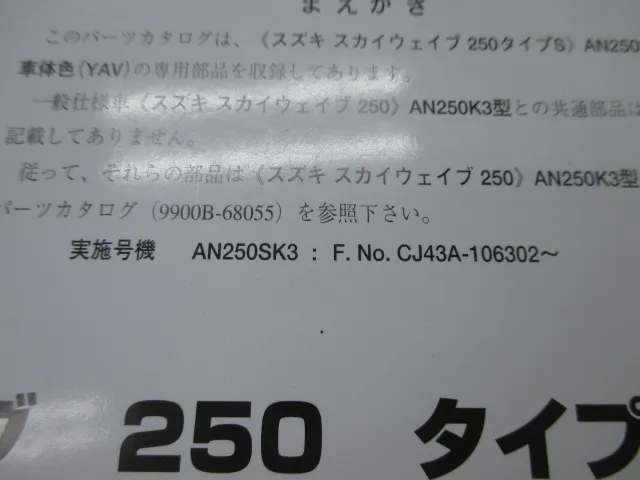 まえがき
このパーツカタログは、《スズキ スカイウェイブ 250タイプS》AN250
車体色(YAV)の専用部品を収録してあります。
一般仕様車《スズキ スカイウェイブ 250》AN250K3型との共通部品は
記載してありません。
従って、それらの部品は《スズキ スカイウェイブ 250》AN250K3型
パーツカタログ(9900B-68055)を参照下さい。
実施号機 AN250SK3 : F. No. CJ43A-106302～
ブ 250 タイプ